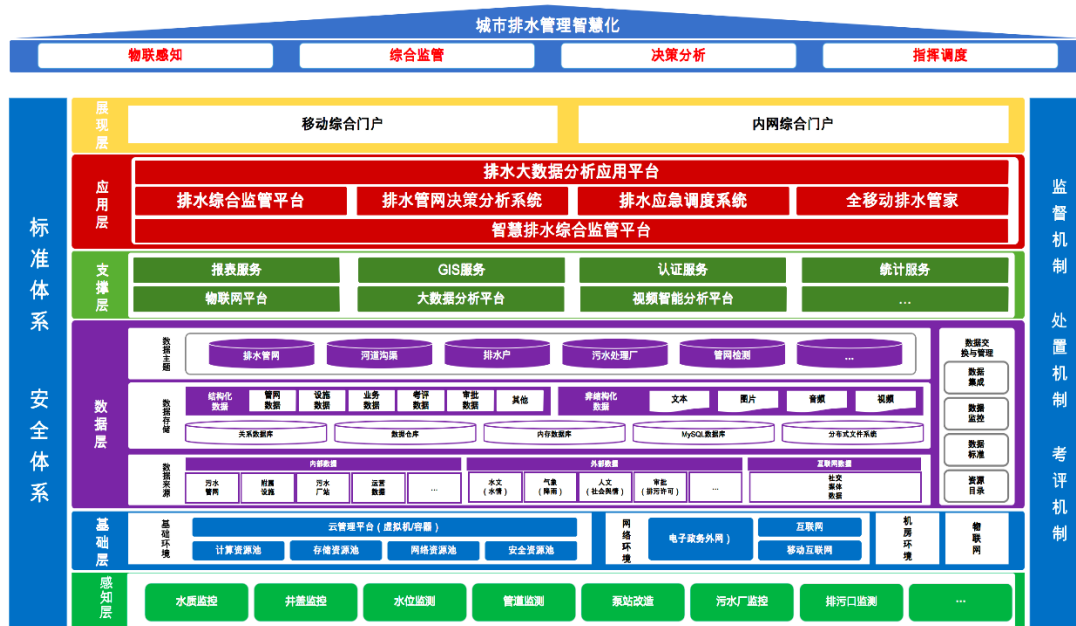 城市排水管理智慧化
物联感知
综合监管
决策分析
指挥调度
标准体系
安全体系
展现层
移动综合门户
内网综合门户
应用层
排水大数据分析应用平台
排水综合监管平台
排水管网决策分析系统
排水应急调度系统
全移动排水管家
智慧排水综合监管平台
支撑层
报表服务
GIS服务
认证服务
统计服务
物联网平台
大数据分析平台
视频智能分析平台
...
数据层
数据主题
排水管网
河道沟渠
排水户
污水处理厂
管网检测
...
数据存储
结构化
数据
管网
数据
设施
数据
业务
数据
考评
数据
审批
数据
其他
非结构化
数据
文本
图片
音频
视频
关系数据库
数据仓库
内存数据库
MySQL数据库
分布式文件系统
数据来源
内部数据
污水
管网
附属
设施
污水
厂站
运营
数据
...
外部数据
水文
（水情）
气象
（降雨）
人文
（社会舆情）
审批
（排污许可）
...
互联网数据
社交
媒体
数据
数据交
换与管理
数据
集成
数据
监控
数据
标准
资源
目录
基础层
基础环境
云管理平台（虚拟机/容器）
计算资源池
存储资源池
网络资源池
安全资源池
网络环境
电子政务外网）
互联网
移动互联网
机房环境
物联网
感知层
水质监控
井盖监控
水位监测
管道监测
泵站改造
污水厂监控
排污口监测
...
监督机制
处置机制
考评机制